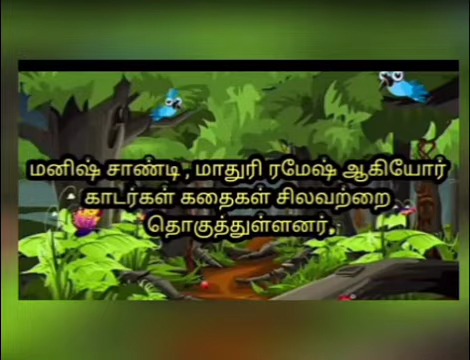 மனிஷ் சாண்டி , மாதுரி ரமேஷ் ஆகியோர்
காடர்கள் கதைகள் சிலவற்றை
தொகுத்துள்ளனர்.